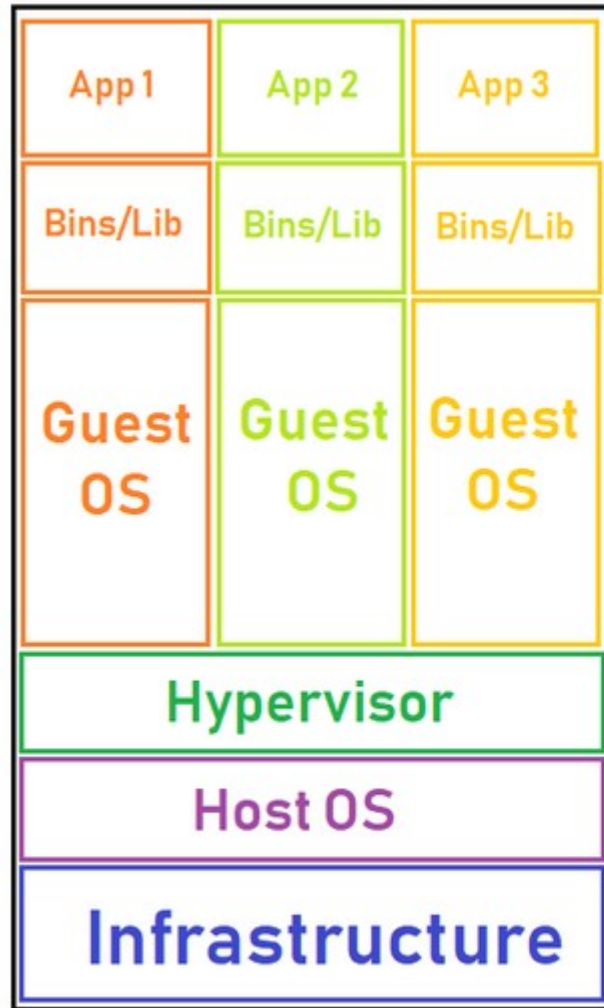 App 1
App 2
App 3
Bins/Lib
Bins/Lib
Bins/Lib
Guest
OS
Guest
OS
Guest
OS
Hypervisor
Host OS
Infrastructure